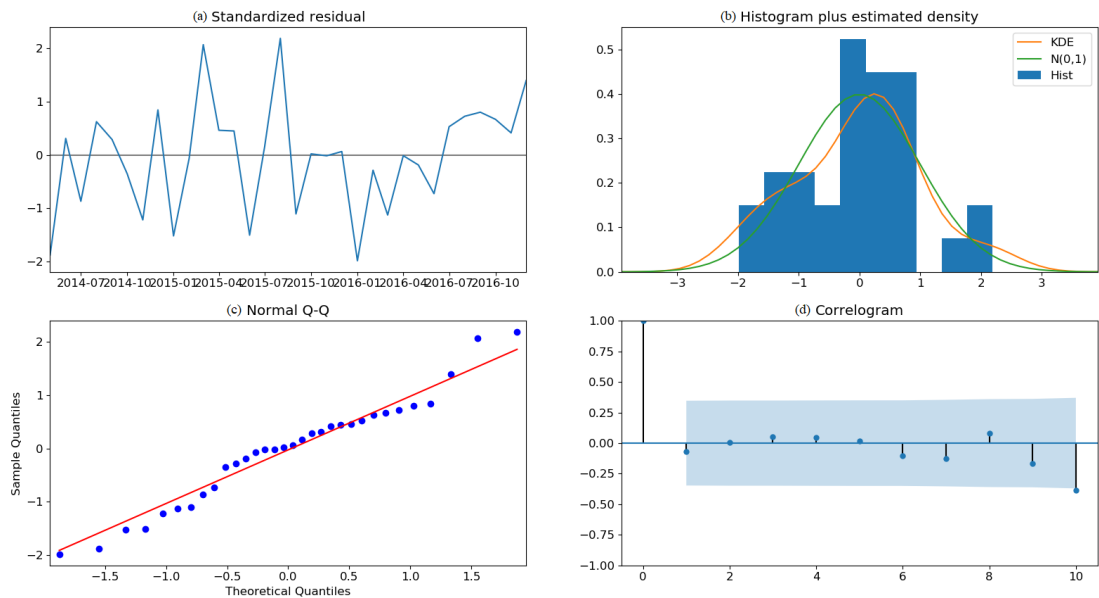 (a) Standardized residual
2
1
0
−1
−2
2014-07 2014-10 2015-01 2015-04 2015-07 2015-10 2016-01 2016-04 2016-07 2016-10
(b) Histogram plus estimated density
KDE
N(0,1)
Hist
0.5
0.4
0.3
0.2
0.1
0.0
−3 −2 −1 0 1 2 3
(c) Normal Q-Q
Sample Quantiles
2
1
0
−1
−2
−1.5 −1.0 −0.5 0.0 0.5 1.0 1.5
Theoretical Quantiles
(d) Correlogram
1.00
0.75
0.50
0.25
0.00
−0.25
−0.50
−0.75
−1.00
0 2 4 6 8 10